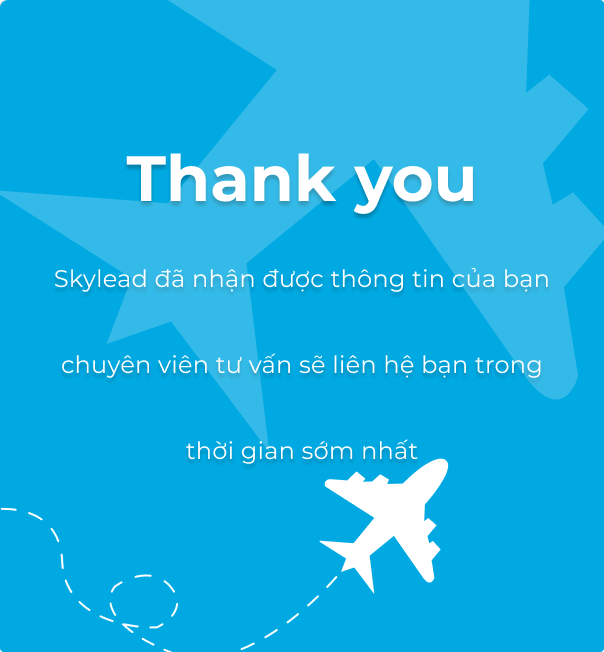 Thank you
Skylead đã nhận được thông tin của bạn
chuyên viên tư vấn sẽ liên hệ bạn trong
thời gian sớm nhất